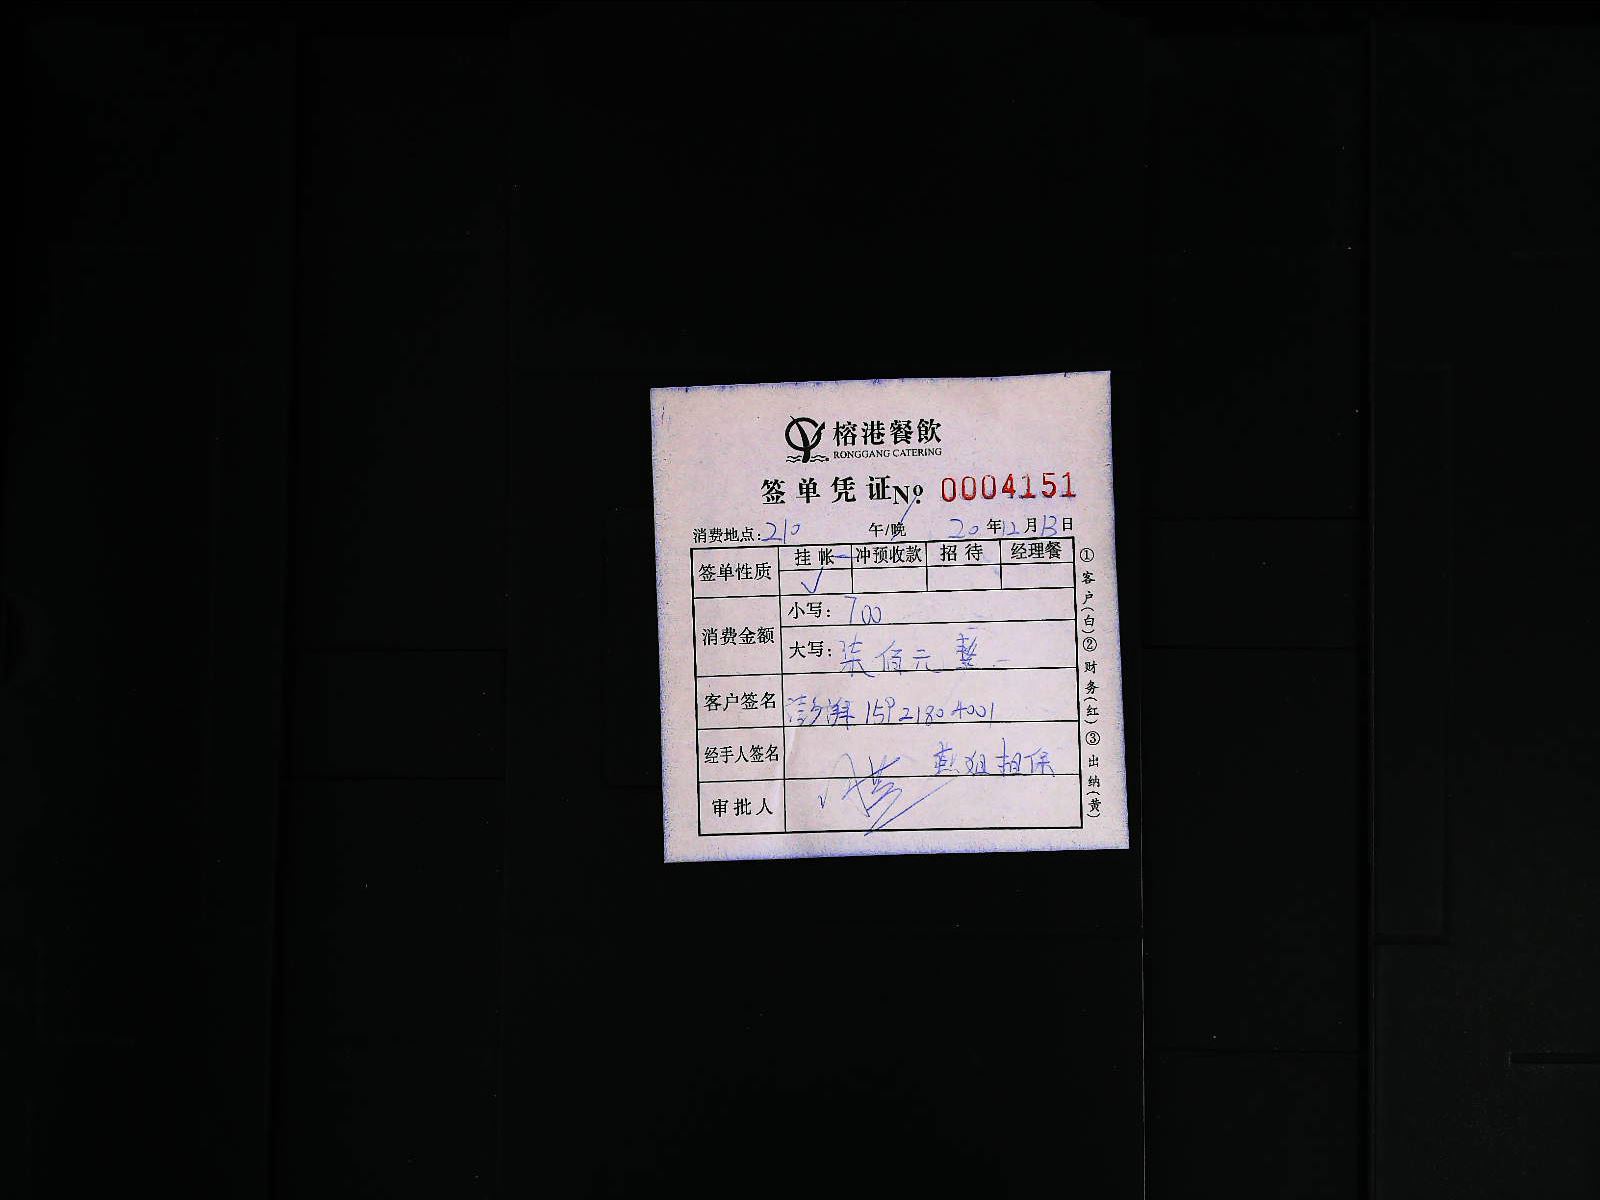 榕港餐飲
RONGGANG CATERING
签单凭证 No 0004151
消费地点: 210 午/晚 20年12月13日
签单性质 挂帐 冲预收款 招待 经理餐
✓
消费金额 小写: 700
大写: 柒佰元整
客户签名 澎湃 15921804001
经手人签名 燕姐担保
审批人
①客户(白)②财务(红)③出纳(黄)